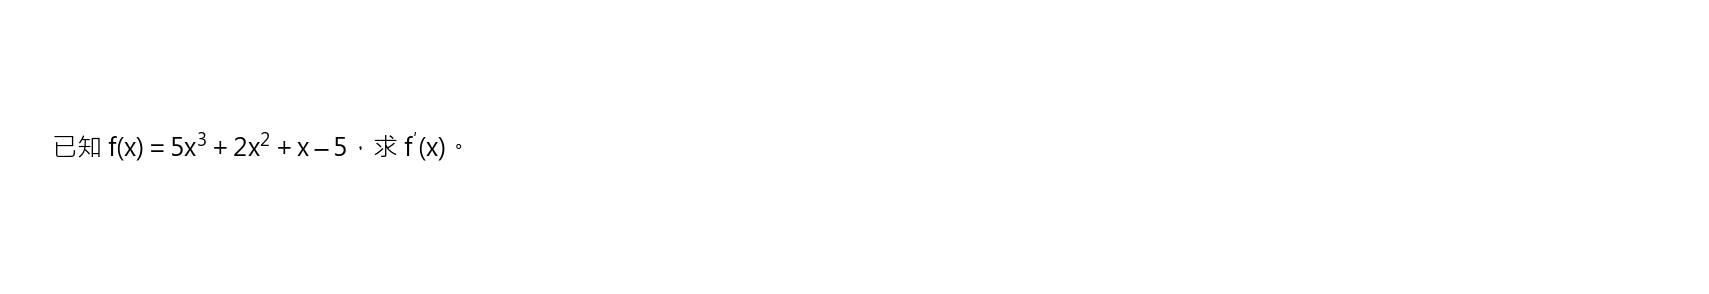 已知 f(x) = 5x³ + 2x² + x – 5，求 f′(x)。